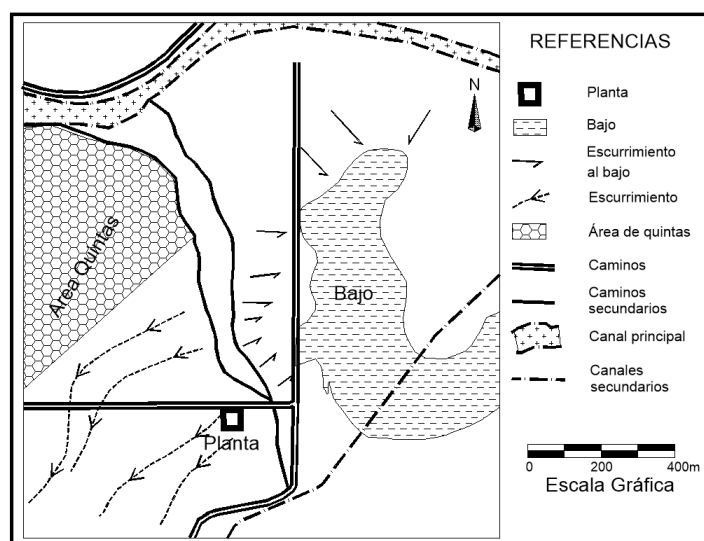 REFERENCIAS
Planta
Bajo
Escurrimiento
al bajo
Escurrimiento
Área de quintas
Caminos
Caminos
secundarios
Canal principal
Canales
secundarios
0 200 400m
Escala Gráfica
N
Area Quintas
Bajo
Planta